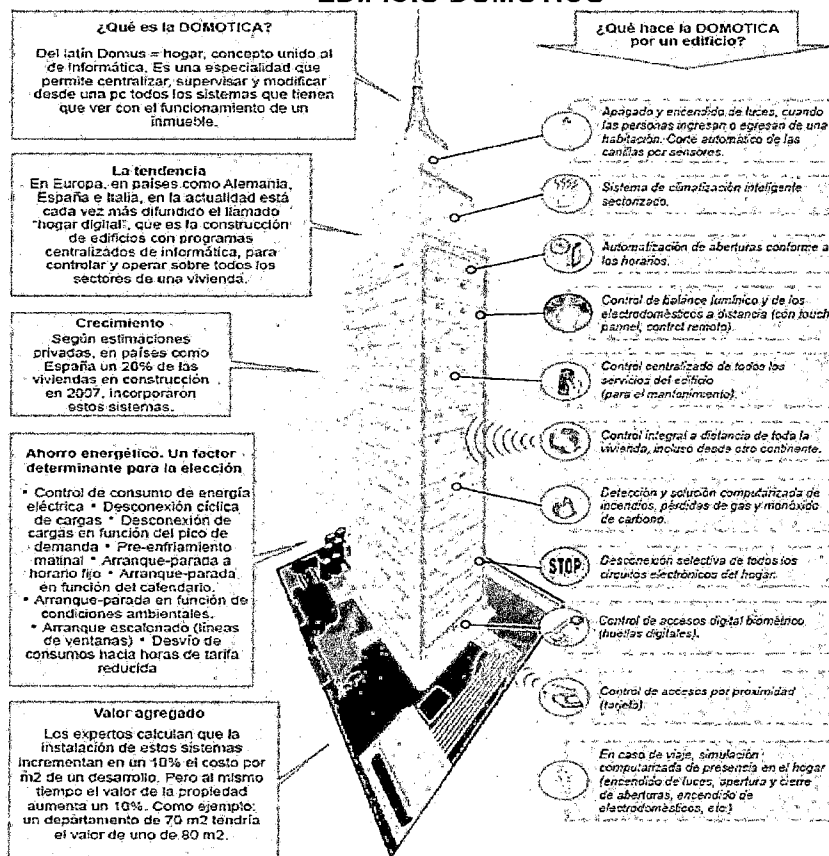 EDIFICIO DOMOTICO
¿Qué es la DOMOTICA?
Del latín Domus = hogar, concepto unido al
de informática. Es una especialidad que
permite centralizar, supervisar y modificar
desde una pc todos los sistemas que tienen
que ver con el funcionamiento de un
inmueble.
La tendencia
En Europa, en países como Alemania,
España e Italia, en la actualidad está
cada vez más difundido el llamado
"hogar digital", que es la construcción
de edificios con programas
centralizados de informática, para
controlar y operar sobre todos los
sectores de una vivienda.
Crecimiento
Según estimaciones
privadas, en países como
España un 20% de las
viviendas en construcción
en 2007, incorporaron
estos sistemas.
Ahorro energético. Un factor
determinante para la elección
• Control de consumo de energía
eléctrica • Desconexión cíclica
de cargas • Desconexión de
cargas en función del pico de
demanda • Pre-enfriamiento
matinal • Arranque-parada a
horario fijo • Arranque-parada
en función del calendario.
• Arranque-parada en función de
condiciones ambientales.
• Arranque escalonado (líneas
de ventanas) • Desvío de
consumos hacia horas de tarifa
reducida
Valor agregado
Los expertos calculan que la
instalación de estos sistemas
incrementan en un 10% el costo por
m2 de un desarrollo. Pero al mismo
tiempo el valor de la propiedad
aumenta un 10%. Como ejemplo:
un departamento de 70 m2 tendría
el valor de uno de 80 m2.
¿Qué hace la DOMOTICA
por un edificio?
Apagado y encendido de luces, cuando
las personas ingresan o egresan de una
habitación. Corte automático de las
canillas por sensores.
Sistema de climatización inteligente
sectorizado.
Automatización de aberturas conforme a
los horarios.
Control de balance lumínico y de los
electrodomésticos a distancia (con touch
pannel, control remoto).
Control centralizado de todos los
servicios del edificio
(para el mantenimiento).
Control integral a distancia de toda la
vivienda, incluso desde otro continente.
Detección y solución computarizada de
incendios, pérdidas de gas y monóxido
de carbono.
STOP
Desconexión selectiva de todos los
circuitos electrónicos del hogar.
Control de accesos digital biométrico
(huellas digitales).
Control de accesos por proximidad
(tarjeta).
En caso de viaje, simulación
computarizada de presencia en el hogar
(encendido de luces, apertura y cierre
de aberturas, encendido de
electrodomésticos, etc.)